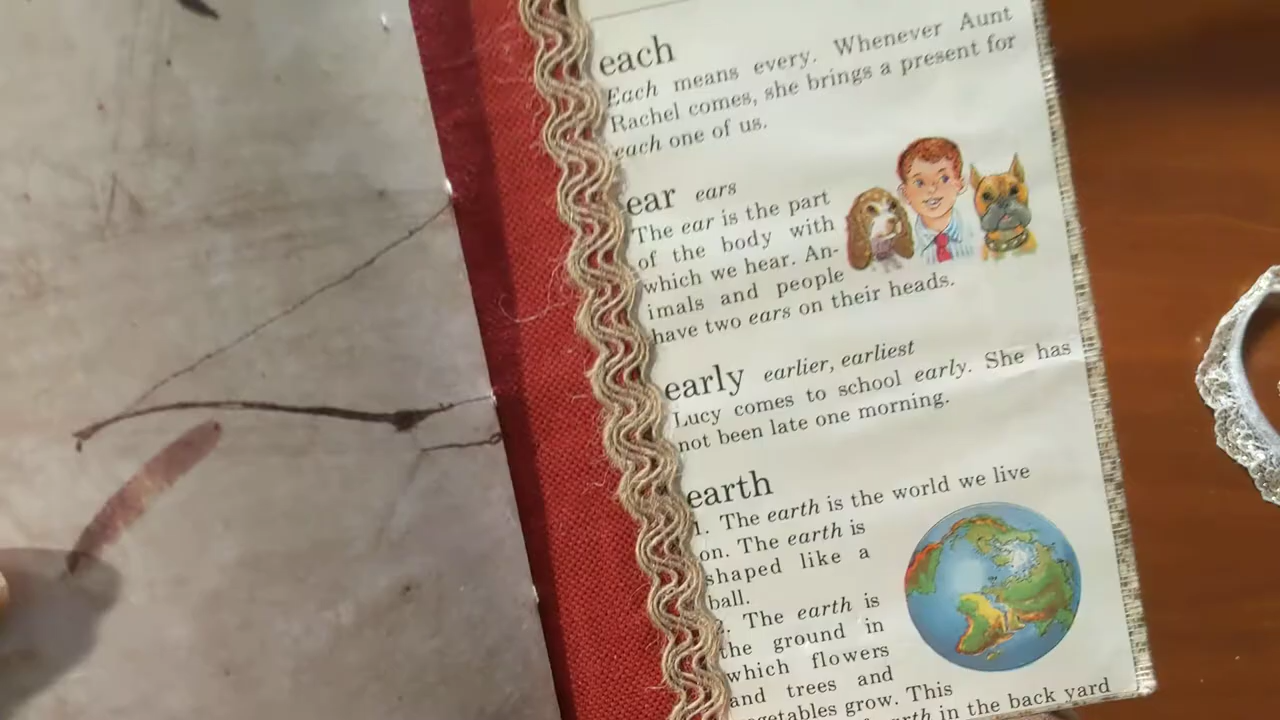 each
Each means every. Whenever Aunt
Rachel comes, she brings a present for
each one of us.
ear ears
The ear is the part
of the body with
which we hear. An-
imals and people
have two ears on their heads.
early earlier, earliest
Lucy comes to school early. She has
not been late one morning.
earth
1. The earth is the world we live
on. The earth is
shaped like a
ball.
The earth is
the ground in
which flowers
and trees and
grow. This
in the back yard